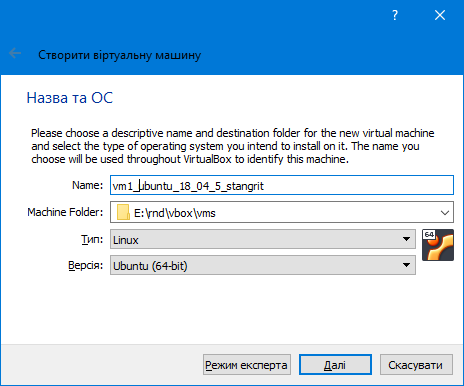 ?
Створити віртуальну машину
Назва та ОС
Please choose a descriptive name and destination folder for the new virtual machine
and select the type of operating system you intend to install on it. The name you
choose will be used throughout VirtualBox to identify this machine.
Name: vm1_ubuntu_18_04_5_stangrit
Machine Folder: E:\rnd\vbox\vms
Тип: Linux
64
Версія: Ubuntu (64-bit)
Режим експерта Далі Скасувати